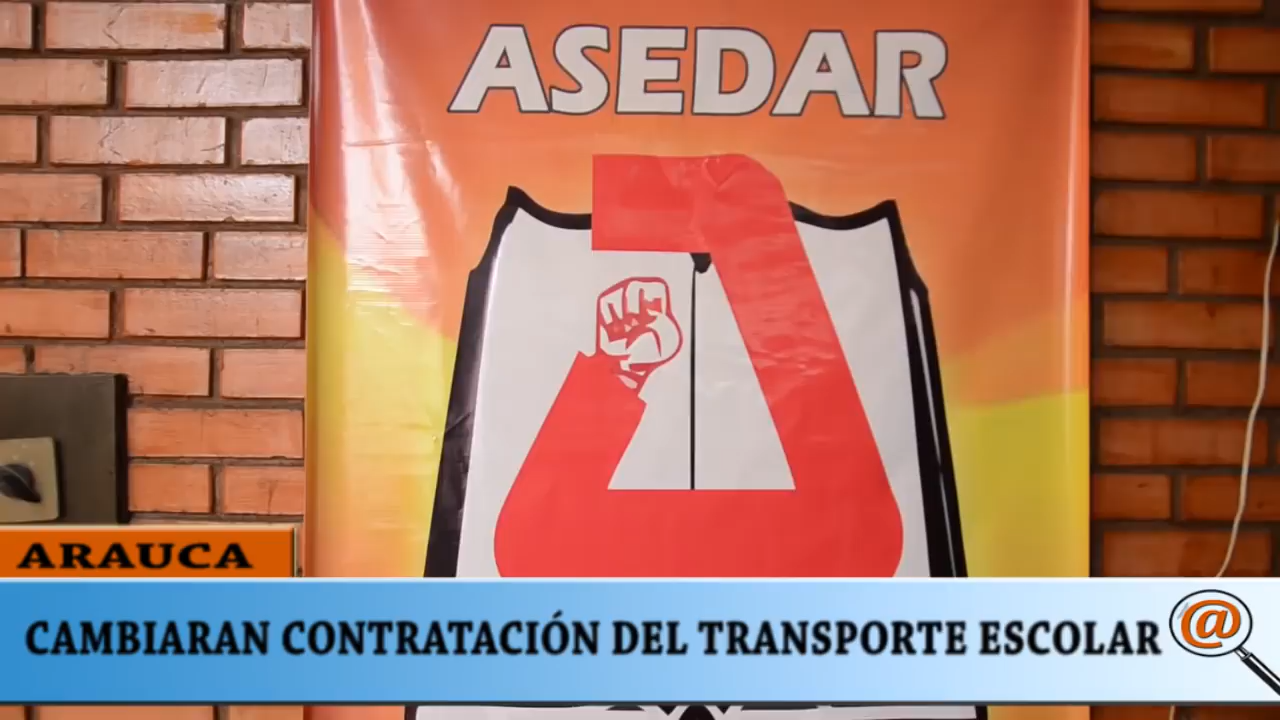 ASEDAR
ARAUCA
CAMBIARAN CONTRATACIÓN DEL TRANSPORTE ESCOLAR
@